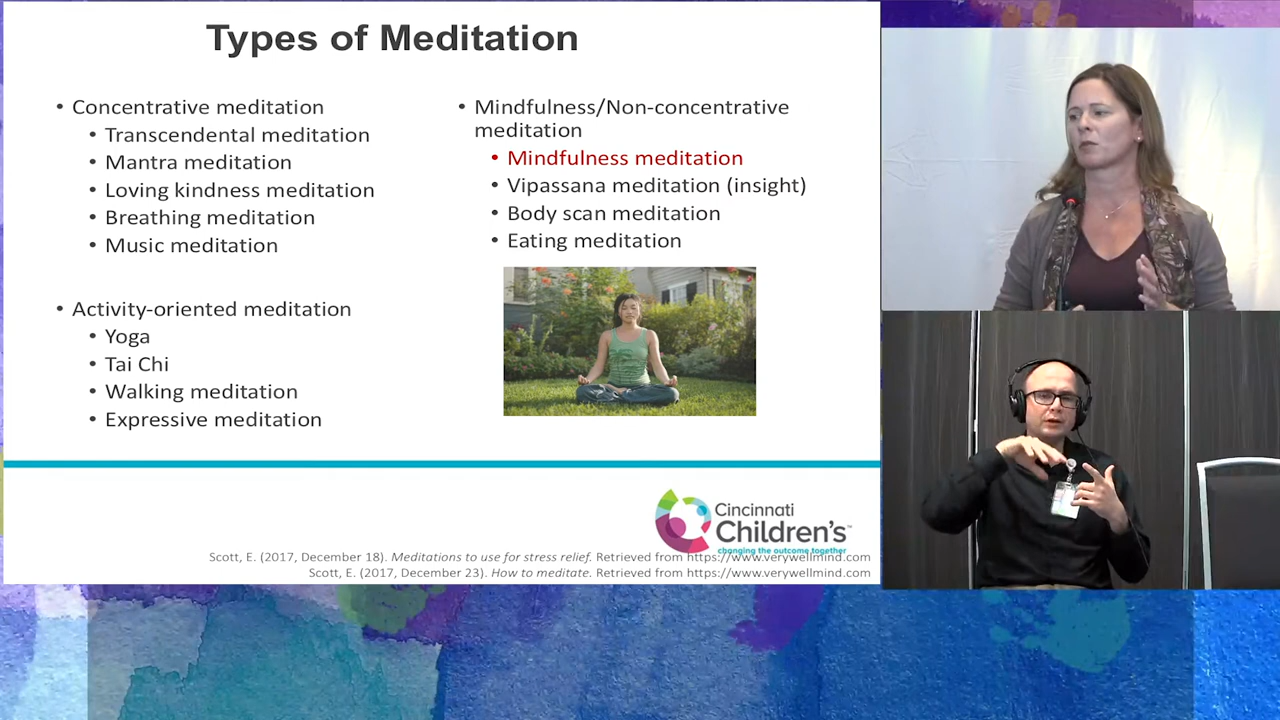 Types of Meditation
• Concentrative meditation
• Transcendental meditation
• Mantra meditation
• Loving kindness meditation
• Breathing meditation
• Music meditation
• Activity-oriented meditation
• Yoga
• Tai Chi
• Walking meditation
• Expressive meditation
• Mindfulness/Non-concentrative
meditation
• Mindfulness meditation
• Vipassana meditation (insight)
• Body scan meditation
• Eating meditation
Cincinnati
Children's™
changing the outcome together
Scott, E. (2017, December 18). Meditations to use for stress relief. Retrieved from https://www.verywellmind.com
Scott, E. (2017, December 23). How to meditate. Retrieved from https://www.verywellmind.com